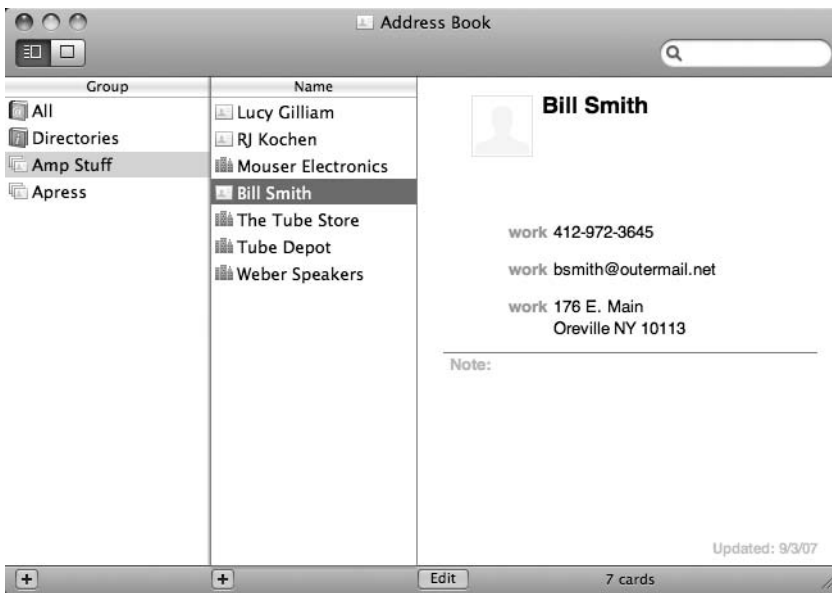 Address Book
Group
All
Directories
Amp Stuff
Apress
Name
Lucy Gilliam
RJ Kochen
Mouser Electronics
Bill Smith
The Tube Store
Tube Depot
Weber Speakers
Bill Smith
work 412-972-3645
work bsmith@outermail.net
work 176 E. Main
Oreville NY 10113
Note:
Updated: 9/3/07
+
+
Edit
7 cards